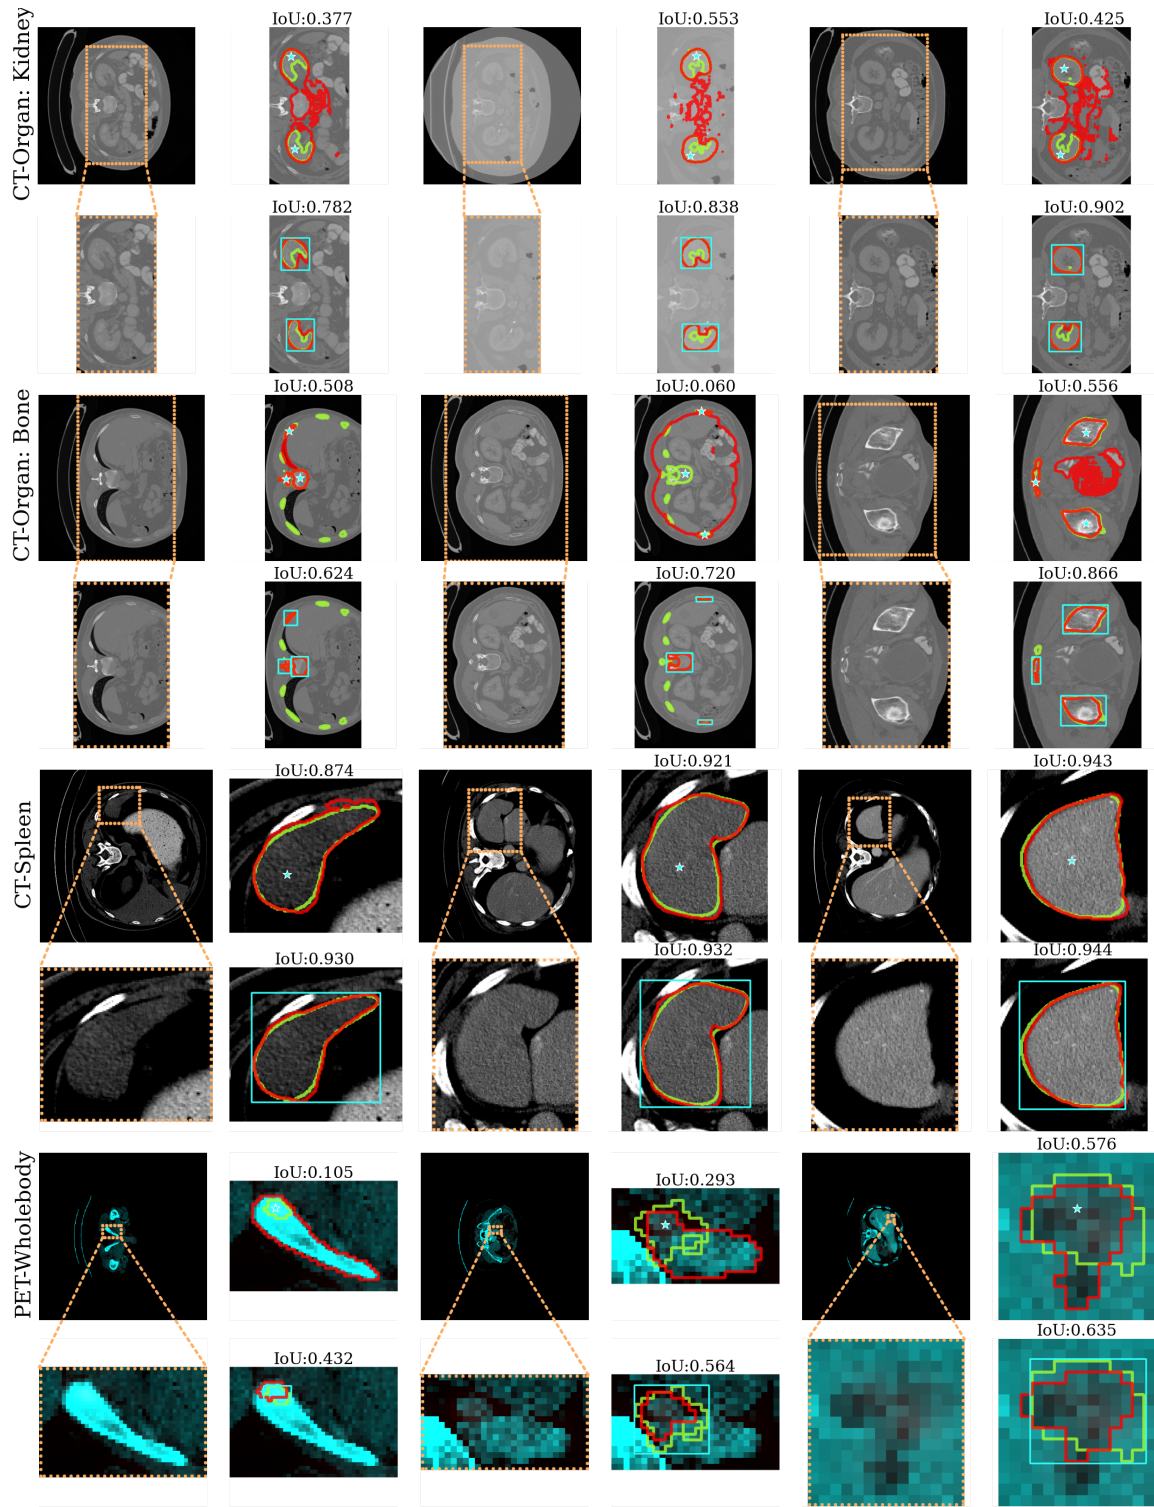 CT-Organ: Kidney
IoU:0.377
IoU:0.553
IoU:0.425
IoU:0.782
IoU:0.838
IoU:0.902
CT-Organ: Bone
IoU:0.508
IoU:0.060
IoU:0.556
IoU:0.624
IoU:0.720
IoU:0.866
CT-Spleen
IoU:0.874
IoU:0.921
IoU:0.943
IoU:0.930
IoU:0.932
IoU:0.944
PET-Wholebody
IoU:0.105
IoU:0.293
IoU:0.576
IoU:0.432
IoU:0.564
IoU:0.635